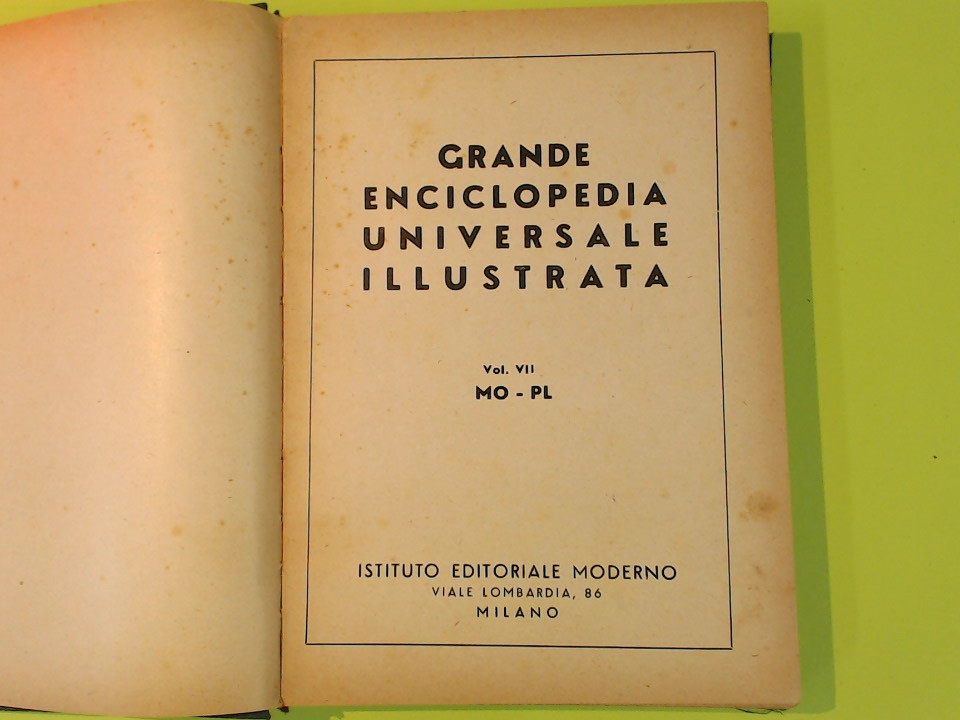 GRANDE
ENCICLOPEDIA
UNIVERSALE
ILLUSTRATA
Vol. VII
MO - PL
ISTITUTO EDITORIALE MODERNO
VIALE LOMBARDIA, 86
MILANO